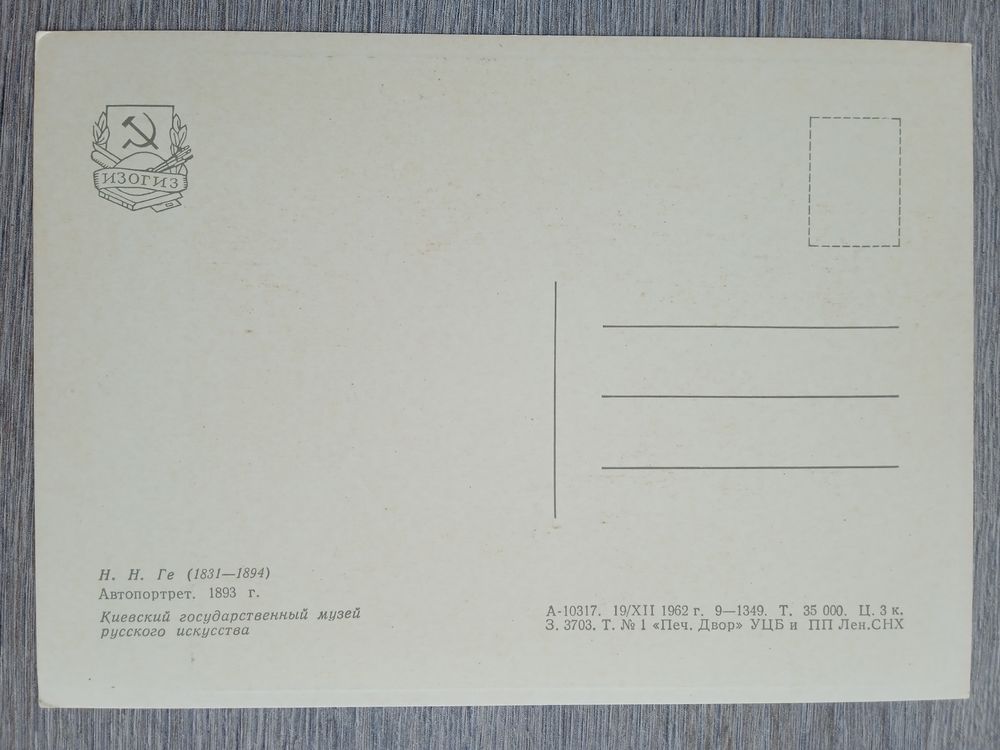 ИЗОГИЗ
Н. Н. Ге (1831—1894)
Автопортрет. 1893 г.
Киевский государственный музей
русского искусства
А-10317. 19/XII 1962 г. 9—1349. Т. 35 000. Ц. 3 к.
З. 3703. Т. № 1 «Печ. Двор» УЦБ и ПП Лен.СНХ